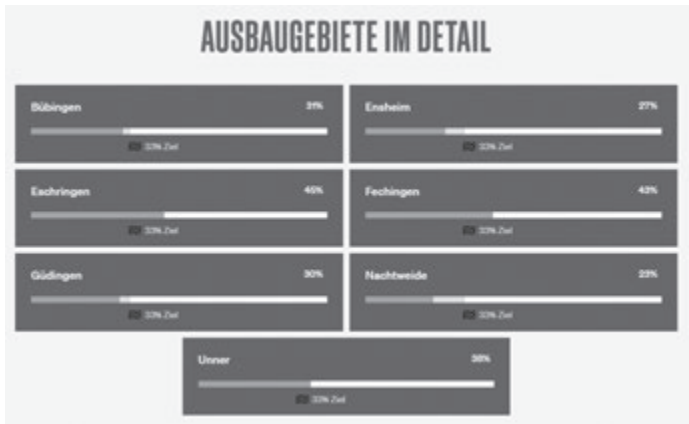 AUSBAUGEBIETE IM DETAIL
Bübingen 31%
33% Ziel
Ensheim 27%
33% Ziel
Eschringen 45%
33% Ziel
Fechingen 43%
33% Ziel
Güdingen 30%
33% Ziel
Nachtweide 23%
33% Ziel
Unner 38%
33% Ziel